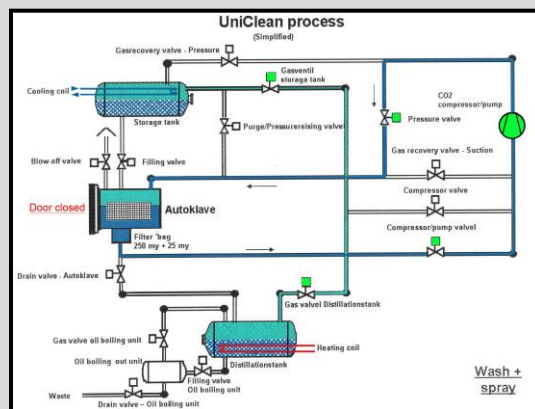 UniClean process
(Simplified)
Gasrecovery valve - Pressure
Gasventil
storage tank
CO2
compressor/pump
Cooling coil
Storage tank
Pressure valve
Purge/Pressurereising valvel
Gas recovery valve - Suction
Blow-off valve
Filling valve
Compressor valve
Door closed
Autoklave
Compressor/pump valvel
Filter 'bag
250 my + 25 my
Drain valve - Autoklave
Gas valvel Distillationstank
Gas valve oil boiling unit
Oil boiling out unit
Heating coil
Distillationstank
Filling valve
Oil boiling unit
Waste
Drain valve – Oil boiling unit
Wash +
spray